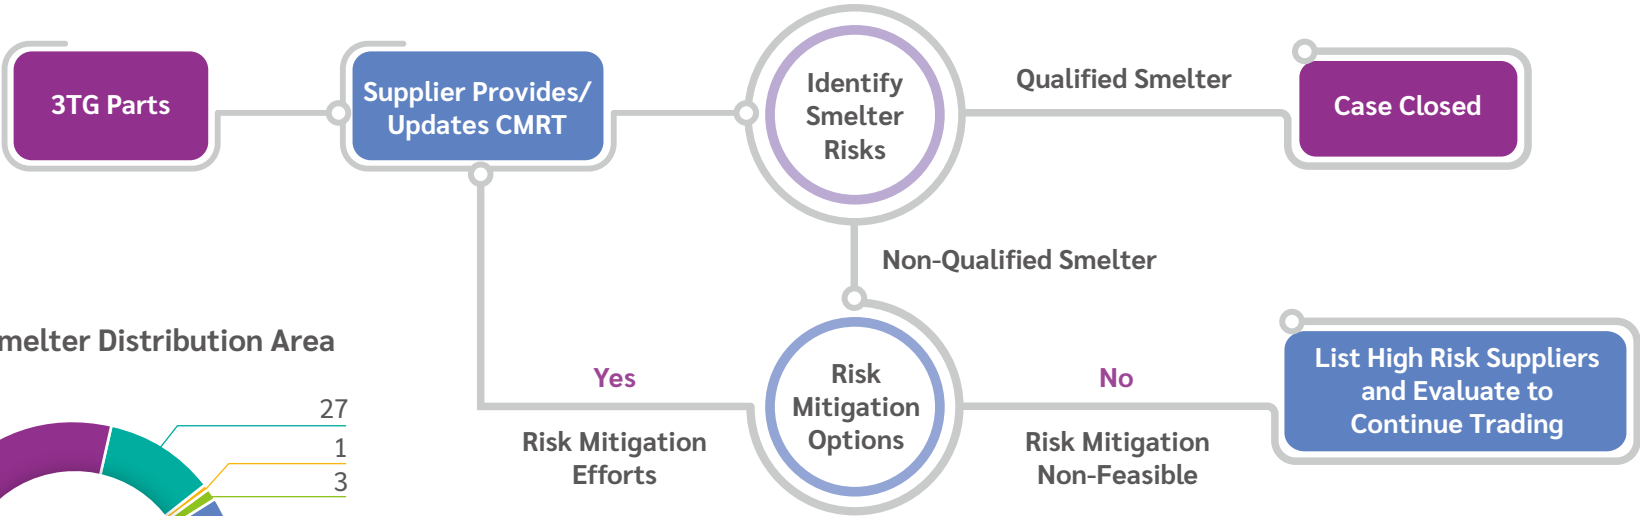 3TG Parts
Supplier Provides/
Updates CMRT
Identify
Smelter
Risks
Qualified Smelter
Case Closed
Non-Qualified Smelter
Risk
Mitigation
Options
Yes
Risk Mitigation
Efforts
No
Risk Mitigation
Non-Feasible
List High Risk Suppliers
and Evaluate to
Continue Trading
melter Distribution Area
27
1
3